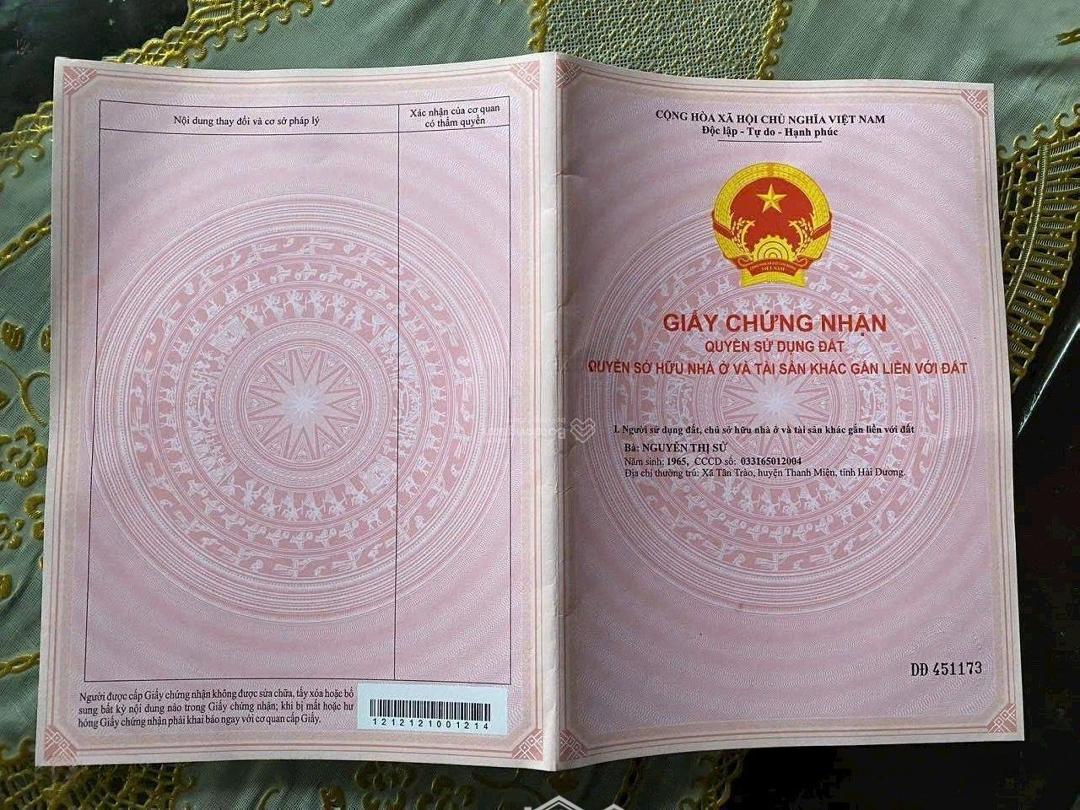 Nội dung thay đổi và cơ sở pháp lý
Xác nhận của cơ quan
có thẩm quyền
Người được cấp Giấy chứng nhận không được sửa chữa, tẩy xóa hoặc bổ
sung bất kỳ nội dung nào trong Giấy chứng nhận; khi bị mất hoặc hư
hỏng Giấy chứng nhận phải khai báo ngay với cơ quan cấp Giấy.
1212121001214
CỘNG HÒA XÃ HỘI CHỦ NGHĨA VIỆT NAM
Độc lập - Tự do - Hạnh phúc
VIỆT NAM
GIẤY CHỨNG NHẬN
QUYỀN SỬ DỤNG ĐẤT
QUYỀN SỞ HỮU NHÀ Ở VÀ TÀI SẢN KHÁC GẮN LIỀN VỚI ĐẤT
I. Người sử dụng đất, chủ sở hữu nhà ở và tài sản khác gắn liền với đất
Bà: NGUYỄN THỊ SỬ
Năm sinh: 1965, CCCD số: 033165012004
Địa chỉ thường trú: Xã Tân Trào, huyện Thanh Miện, tỉnh Hải Dương.
DĐ 451173